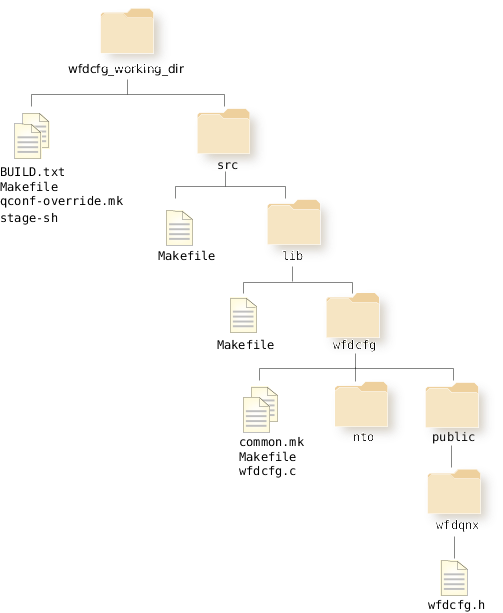 wfdcfg_working_dir
BUILD.txt
Makefile
qconf-override.mk
stage-sh
src
Makefile
lib
Makefile
wfdcfg
common.mk
Makefile
wfdcfg.c
nto
public
wfdqnx
wfdcfg.h